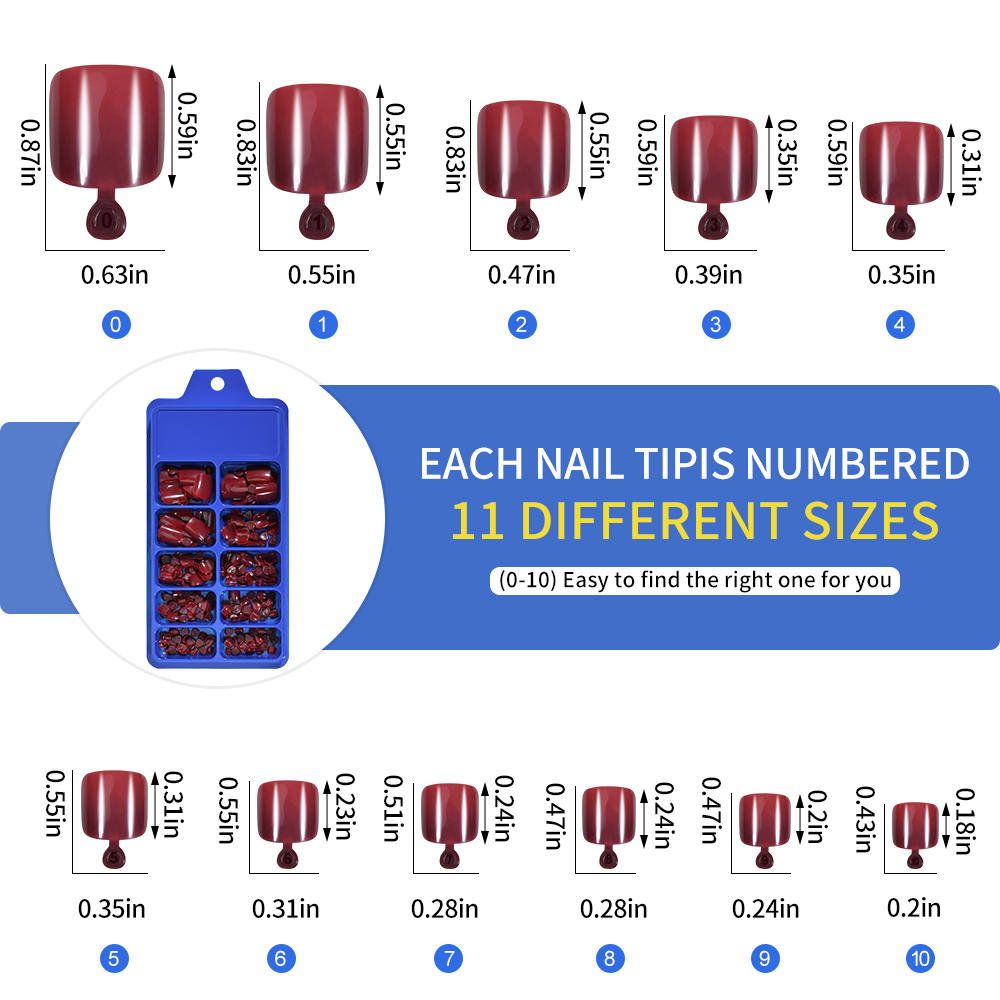 0.87in
0.59in
0.83in
0.55in
0.83in
0.55in
0.59in
0.35in
0.59in
0.31in
0
1
2
3
4
0.63in
0.55in
0.47in
0.39in
0.35in
0
1
2
3
4
EACH NAIL TIPIS NUMBERED
11 DIFFERENT SIZES
(0-10) Easy to find the right one for you
0.55in
0.31in
0.55in
0.23in
0.51in
0.24in
0.47in
0.24in
0.47in
0.2in
0.43in
0.18in
5
6
7
8
9
10
0.35in
0.31in
0.28in
0.28in
0.24in
0.2in
5
6
7
8
9
10